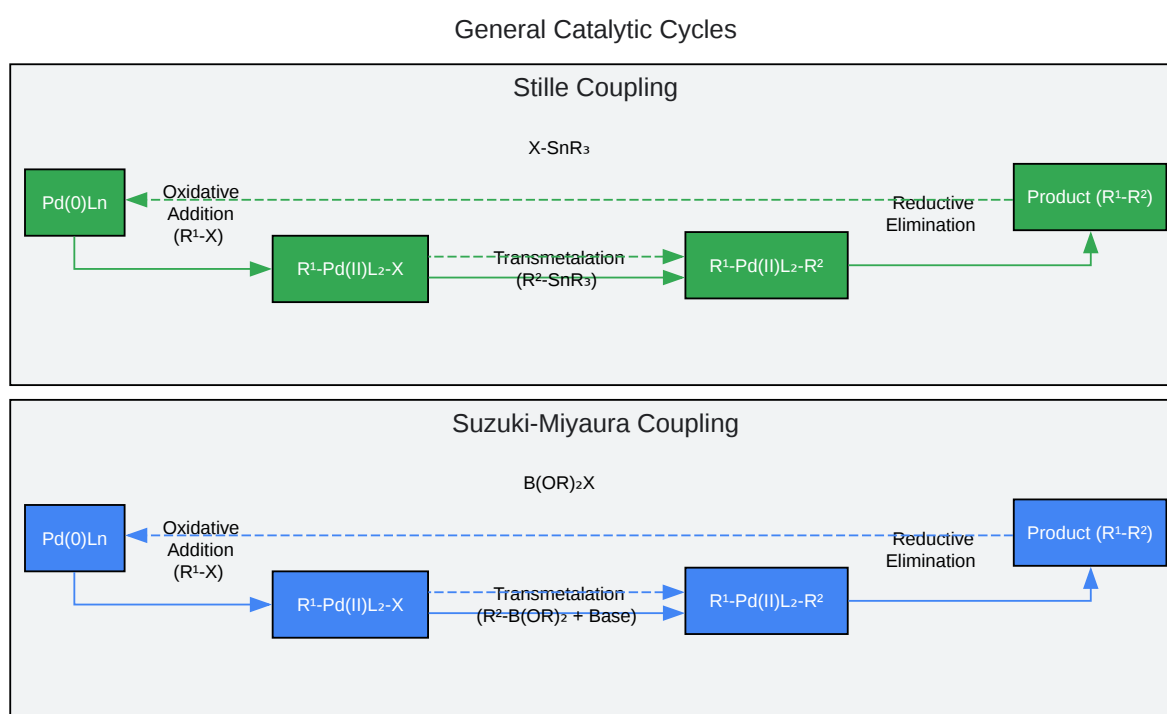 General Catalytic Cycles
Stille Coupling
X-SnR₃
Pd(0)Ln
Oxidative
Addition
(R¹-X)
R¹-Pd(II)L₂-X
Transmetalation
(R²-SnR₃)
R¹-Pd(II)L₂-R²
Reductive
Elimination
Product (R¹-R²)
Suzuki-Miyaura Coupling
B(OR)₂X
Pd(0)Ln
Oxidative
Addition
(R¹-X)
R¹-Pd(II)L₂-X
Transmetalation
(R²-B(OR)₂ + Base)
R¹-Pd(II)L₂-R²
Reductive
Elimination
Product (R¹-R²)